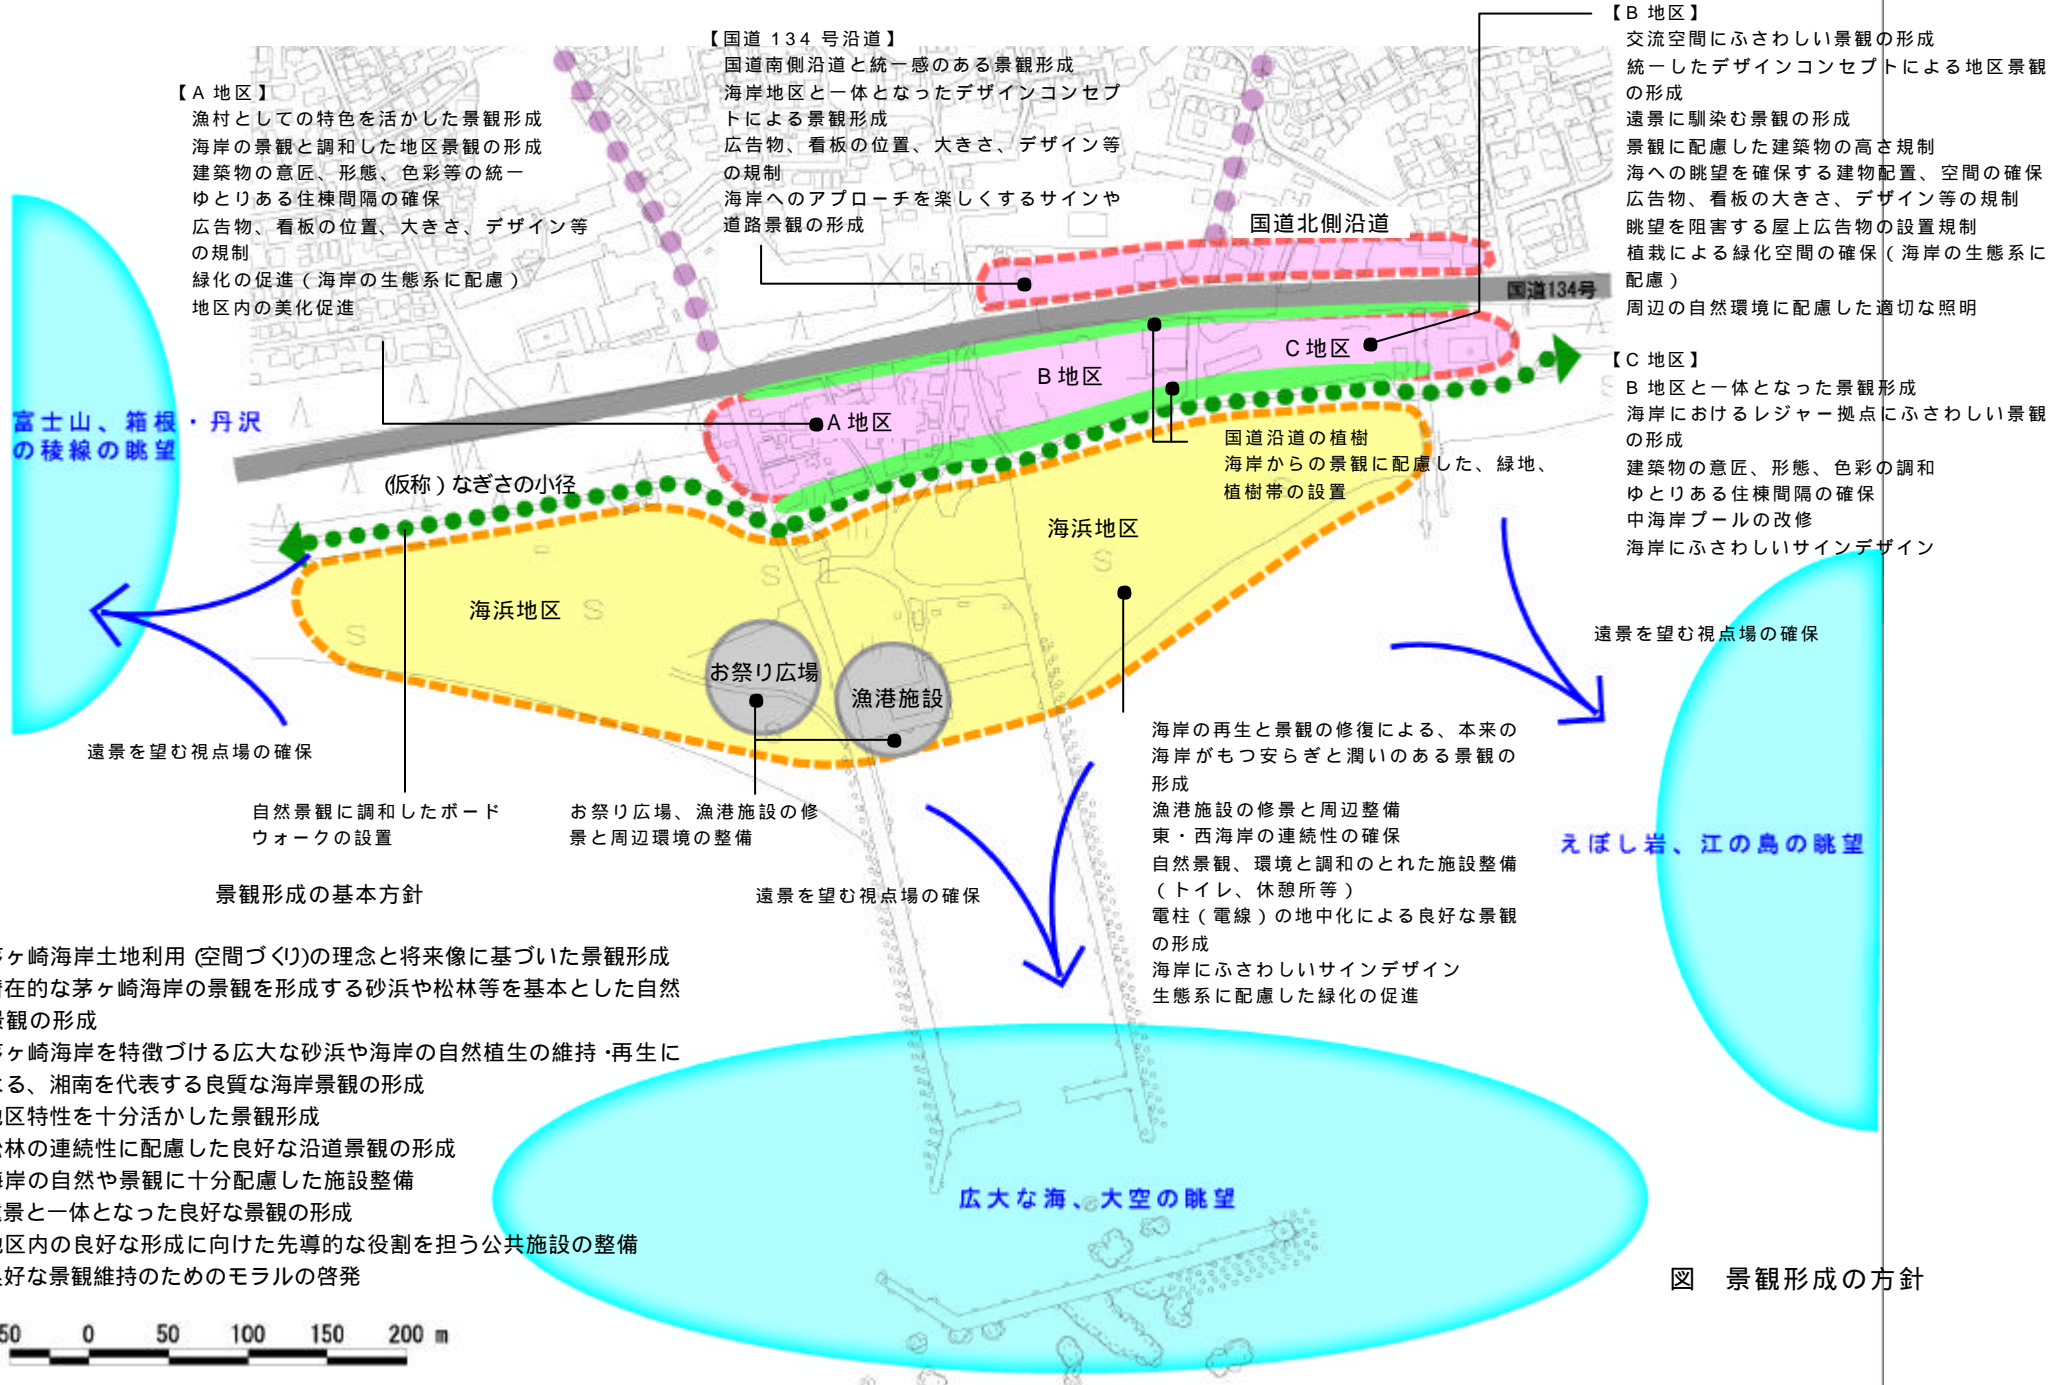 【A 地区】
漁村としての特色を活かした景観形成
海岸の景観と調和した地区景観の形成
建築物の意匠、形態、色彩等の統一
ゆとりある住棟間隔の確保
広告物、看板の位置、大きさ、デザイン等
の規制
緑化の促進（海岸の生態系に配慮）
地区内の美化促進
【国道 134 号沿道】
国道南側沿道と統一感のある景観形成
海岸地区と一体となったデザインコンセプ
トによる景観形成
広告物、看板の位置、大きさ、デザイン等
の規制
海岸へのアプローチを楽しくするサインや
道路景観の形成
【B 地区】
交流空間にふさわしい景観の形成
統一したデザインコンセプトによる地区景観
の形成
遠景に馴染む景観の形成
景観に配慮した建築物の高さ規制
海への眺望を確保する建物配置、空間の確保
広告物、看板の大きさ、デザイン等の規制
眺望を阻害する屋上広告物の設置規制
植栽による緑化空間の確保（海岸の生態系に
配慮）
周辺の自然環境に配慮した適切な照明
【C 地区】
B 地区と一体となった景観形成
海岸におけるレジャー拠点にふさわしい景観
の形成
建築物の意匠、形態、色彩の調和
ゆとりある住棟間隔の確保
中海岸プールの改修
海岸にふさわしいサインデザイン
国道北側沿道
国道134号
C 地区
B 地区
A 地区
富士山、箱根・丹沢
の稜線の眺望
(仮称）なぎさの小径
国道沿道の植樹
海岸からの景観に配慮した、緑地、
植樹帯の設置
海浜地区
海浜地区
お祭り広場
漁港施設
遠景を望む視点場の確保
遠景を望む視点場の確保
自然景観に調和したボード
ウォークの設置
お祭り広場、漁港施設の修
景と周辺環境の整備
海岸の再生と景観の修復による、本来の
海岸がもつ安らぎと潤いのある景観の
形成
漁港施設の修景と周辺整備
東・西海岸の連続性の確保
自然景観、環境と調和のとれた施設整備
（トイレ、休憩所等）
電柱（電線）の地中化による良好な景観
の形成
海岸にふさわしいサインデザイン
生態系に配慮した緑化の促進
えぼし岩、江の島の眺望
遠景を望む視点場の確保
景観形成の基本方針
ヶ崎海岸土地利用(空間づくり)の理念と将来像に基づいた景観形成
在的な茅ヶ崎海岸の景観を形成する砂浜や松林等を基本とした自然
観の形成
ヶ崎海岸を特徴づける広大な砂浜や海岸の自然植生の維持・再生に
る、湘南を代表する良質な海岸景観の形成
区特性を十分活かした景観形成
林の連続性に配慮した良好な沿道景観の形成
岸の自然や景観に十分配慮した施設整備
景と一体となった良好な景観の形成
区内の良好な形成に向けた先導的な役割を担う公共施設の整備
好な景観維持のためのモラルの啓発
広大な海、大空の眺望
図　景観形成の方針
50 0 50 100 150 200 m